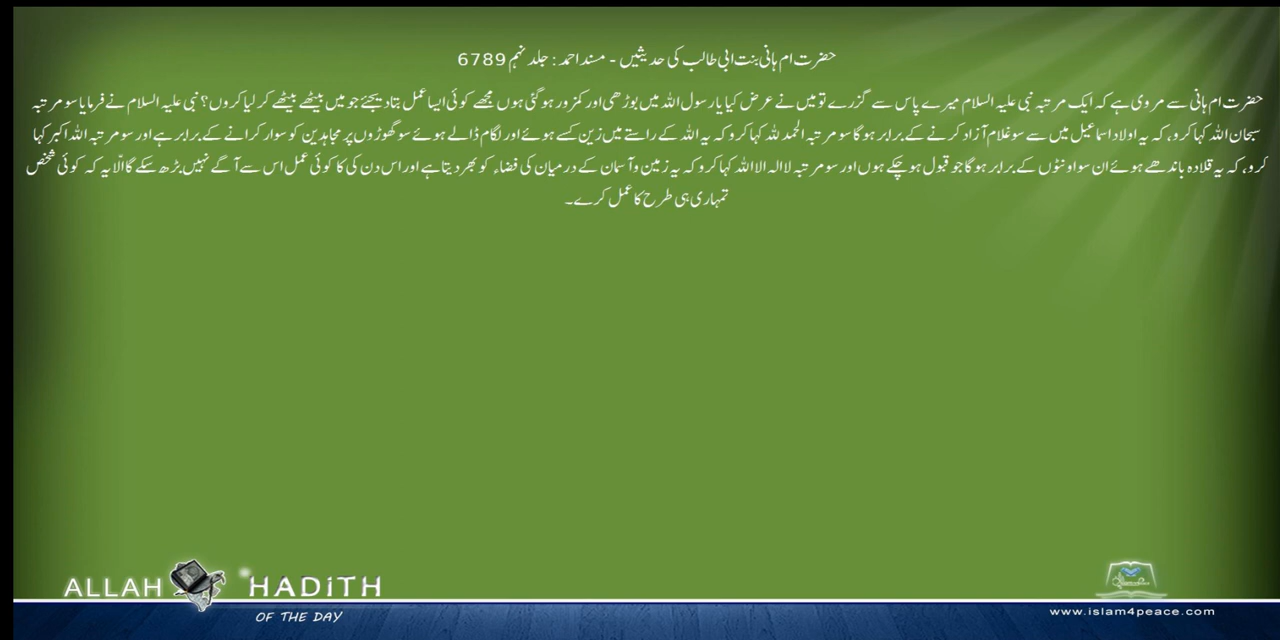 حضرت ام ہانی بنت ابی طالب کی حدیثیں - مسند احمد : جلد نہم 6789
حضرت ام ہانی سے مروی ہے کہ ایک مرتبہ نبی علیہ السلام میرے پاس سے گزرے تو میں نے عرض کیا یا رسول اللہ میں بوڑھی اور کمزور ہوگئی ہوں مجھے کوئی ایسا عمل بتا دیجئے جو میں بیٹھے بیٹھے کر لیا کروں؟ نبی علیہ السلام نے فرمایا سو مرتبہ
سبحان اللہ کہا کرو، کہ یہ اولاد اسماعیل میں سے سو غلام آزاد کرنے کے برابر ہوگا سو مرتبہ الحمد للہ کہا کرو کہ یہ اللہ کے راستے میں زین کسے ہوئے اور لگام ڈالے ہوئے سو گھوڑوں پر مجاہدین کو سوار کرانے کے برابر ہے اور سو مرتبہ اللہ اکبر کہا
کرو، کہ یہ قلادہ باندھے ہوئے ان سو اونٹوں کے برابر ہوگا جو قبول ہوچکے ہوں اور سو مرتبہ لا الہ الا اللہ کہا کرو کہ یہ زمین و آسمان کے درمیان کی فضاء کو بھر دیتا ہے اور اس دن کی کا کوئی عمل اس سے آگے نہیں بڑھ سکے گا الّا یہ کہ کوئی شخص
تمہاری ہی طرح کا عمل کرے۔
ALLAH HADITH
OF THE DAY
www.islam4peace.com